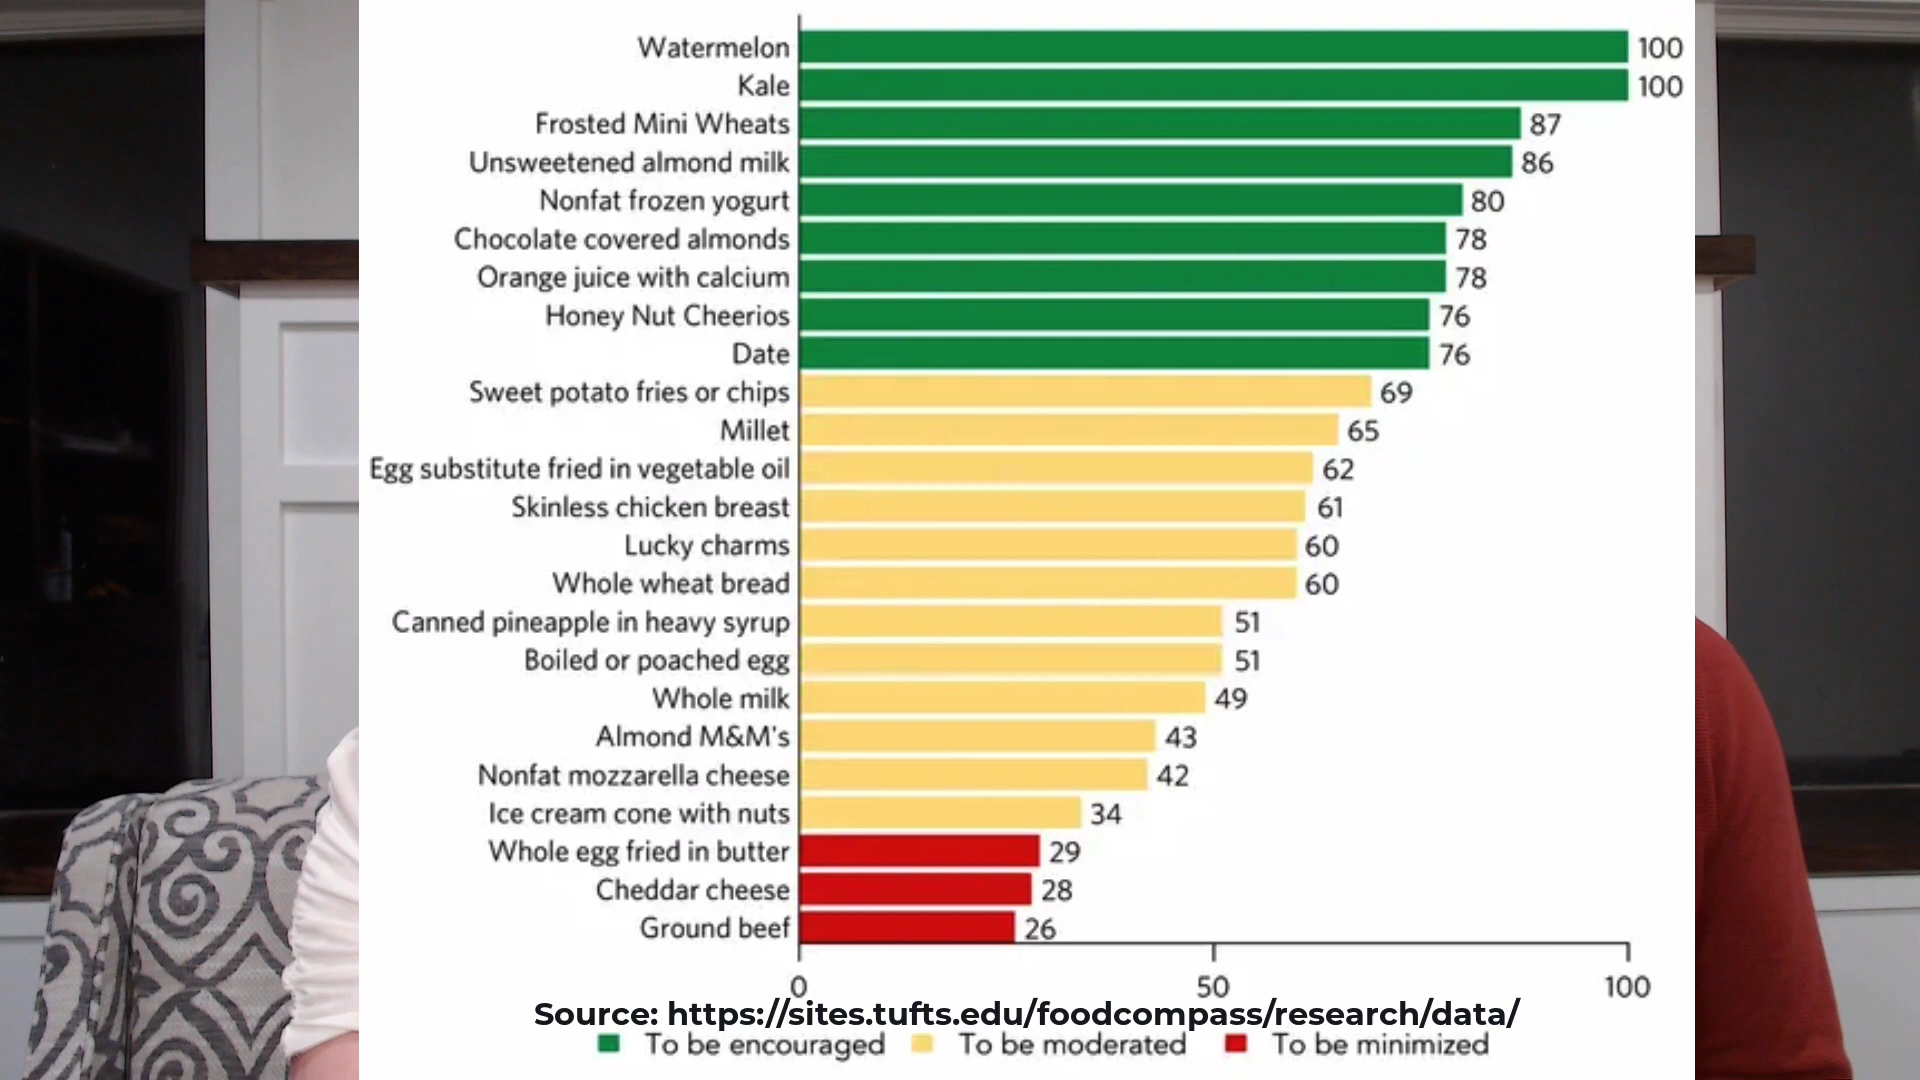 Watermelon 100
Kale 100
Frosted Mini Wheats 87
Unsweetened almond milk 86
Nonfat frozen yogurt 80
Chocolate covered almonds 78
Orange juice with calcium 78
Honey Nut Cheerios 76
Date 76
Sweet potato fries or chips 69
Millet 65
Egg substitute fried in vegetable oil 62
Skinless chicken breast 61
Lucky charms 60
Whole wheat bread 60
Canned pineapple in heavy syrup 51
Boiled or poached egg 51
Whole milk 49
Almond M&M's 43
Nonfat mozzarella cheese 42
Ice cream cone with nuts 34
Whole egg fried in butter 29
Cheddar cheese 28
Ground beef 26
0 50 100
Source: https://sites.tufts.edu/foodcompass/research/data/
To be encouraged To be moderated To be minimized